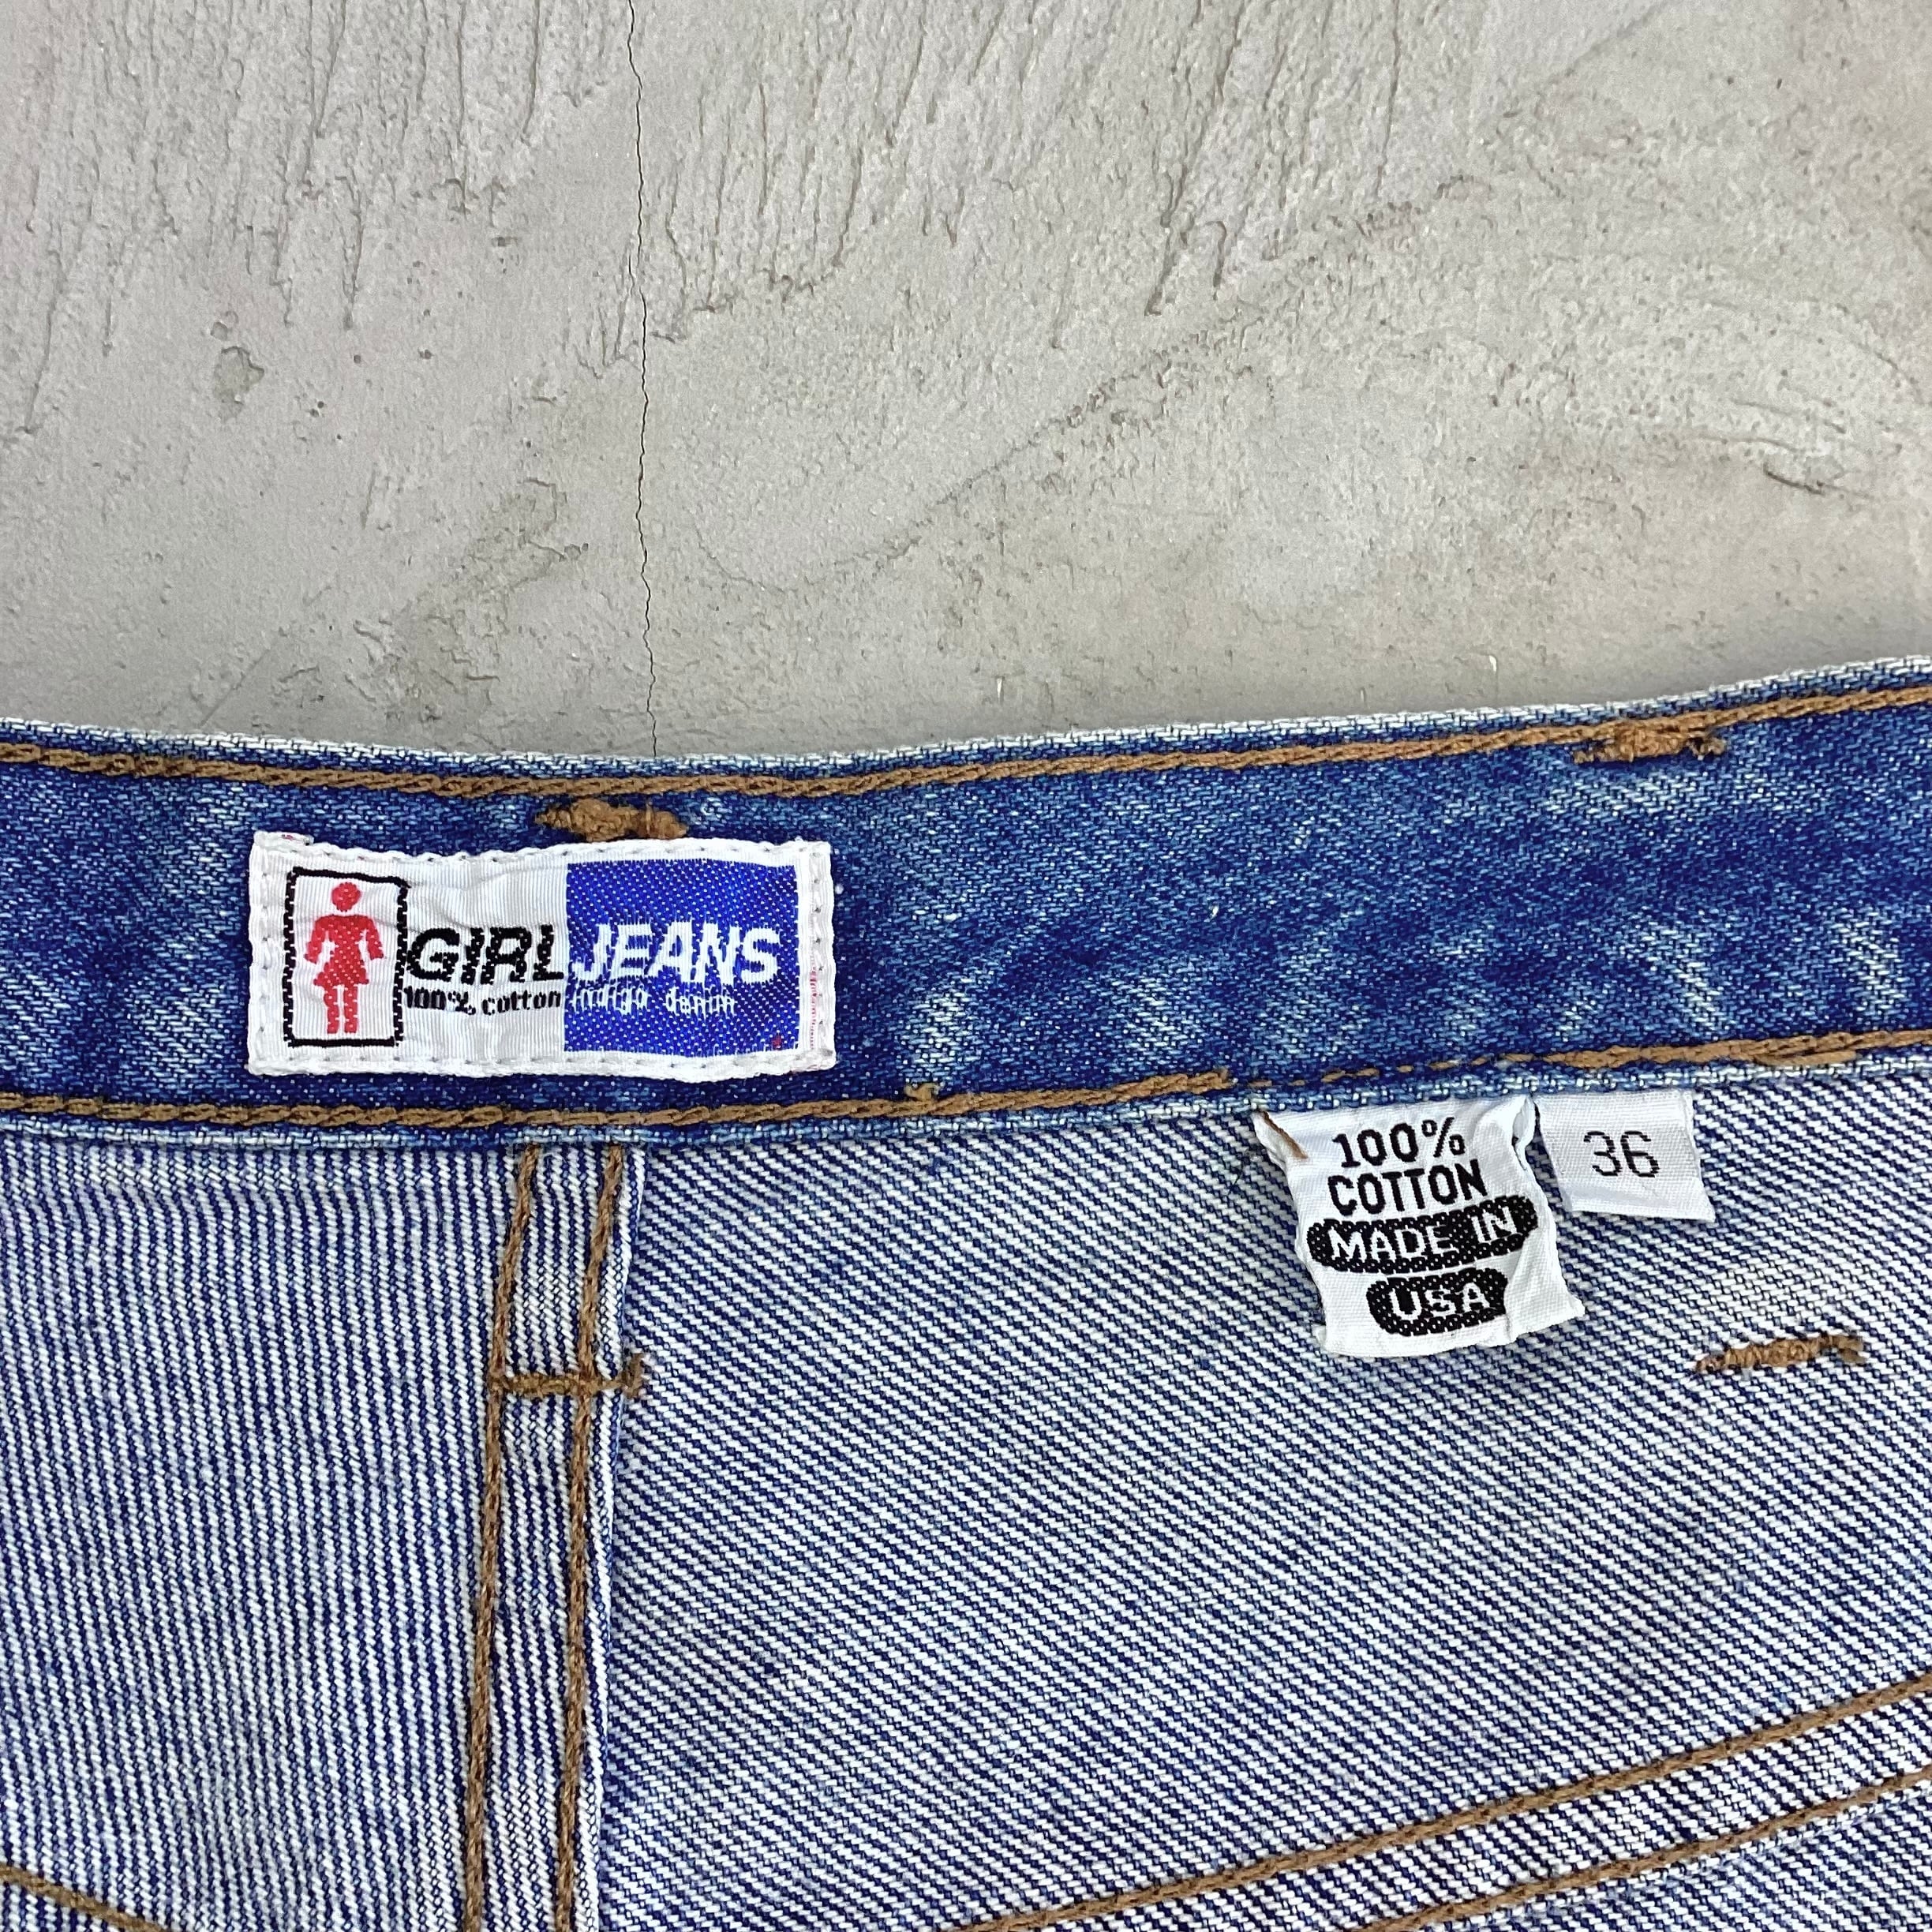 GIRL JEANS
100% cotton indigo denim
100%
COTTON
MADE IN
USA
36